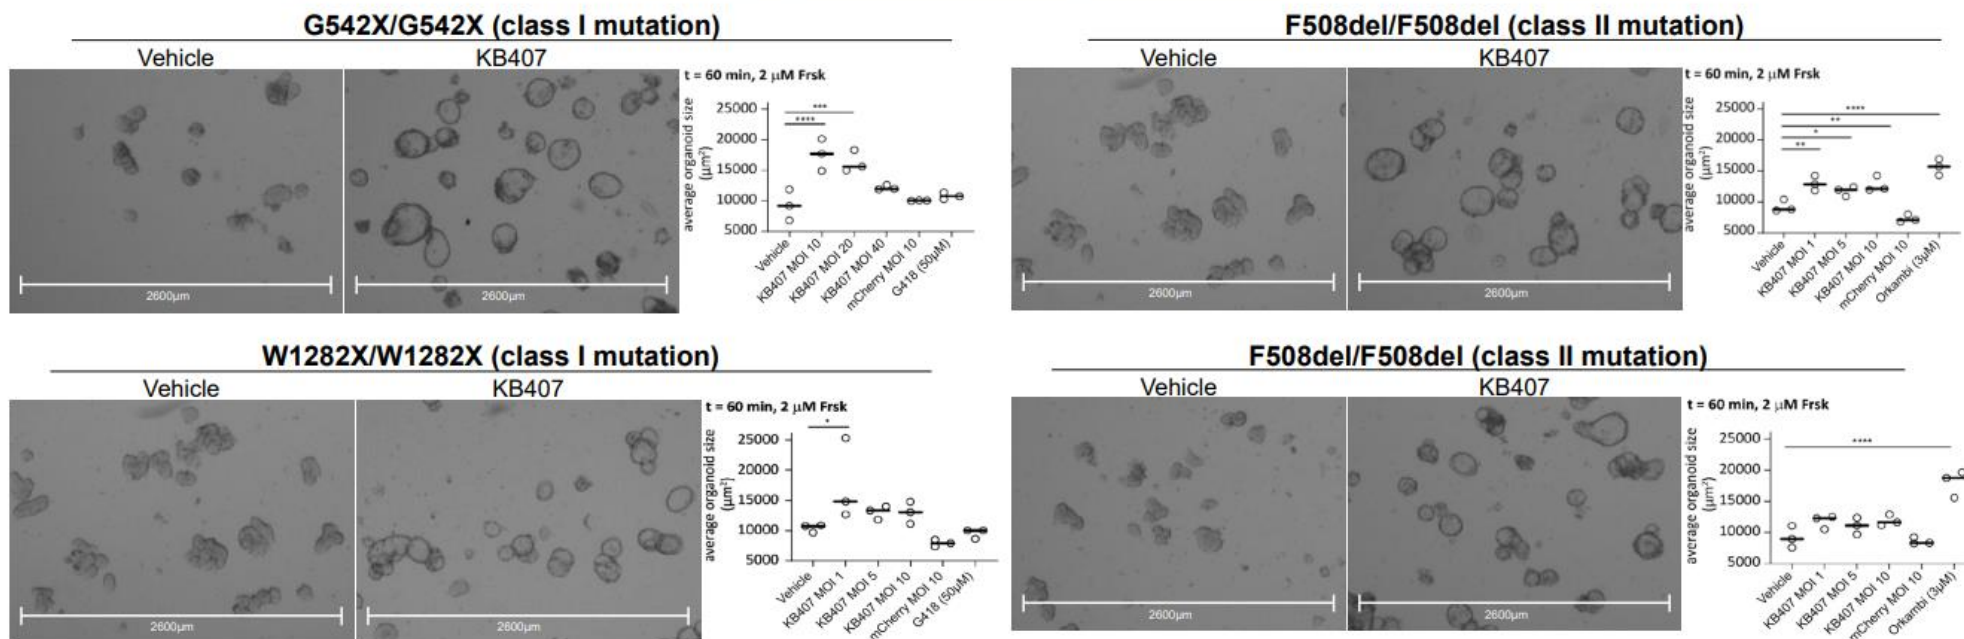 G542X/G542X (class I mutation)
Vehicle
KB407
t = 60 min, 2 μM Frsk
average organoid size
(μm²)
25000
20000
15000
10000
5000
***
****
Vehicle
KB407 MOI 10
KB407 MOI 20
KB407 MOI 40
mCherry MOI 10
G418 (50μM)
2600μm
2600μm
F508del/F508del (class II mutation)
Vehicle
KB407
t = 60 min, 2 μM Frsk
average organoid size
(μm²)
25000
20000
15000
10000
5000
****
**
*
**
Vehicle
KB407 MOI 1
KB407 MOI 5
KB407 MOI 10
mCherry MOI 10
Orkambi (3μM)
2600μm
2600μm
W1282X/W1282X (class I mutation)
Vehicle
KB407
t = 60 min, 2 μM Frsk
average organoid size
(μm²)
25000
20000
15000
10000
5000
*
Vehicle
KB407 MOI 1
KB407 MOI 5
KB407 MOI 10
mCherry MOI 10
G418 (50μM)
2600μm
2600μm
F508del/F508del (class II mutation)
Vehicle
KB407
t = 60 min, 2 μM Frsk
average organoid size
(μm²)
25000
20000
15000
10000
5000
****
Vehicle
KB407 MOI 1
KB407 MOI 5
KB407 MOI 10
mCherry MOI 10
Orkambi (3μM)
2600μm
2600μm